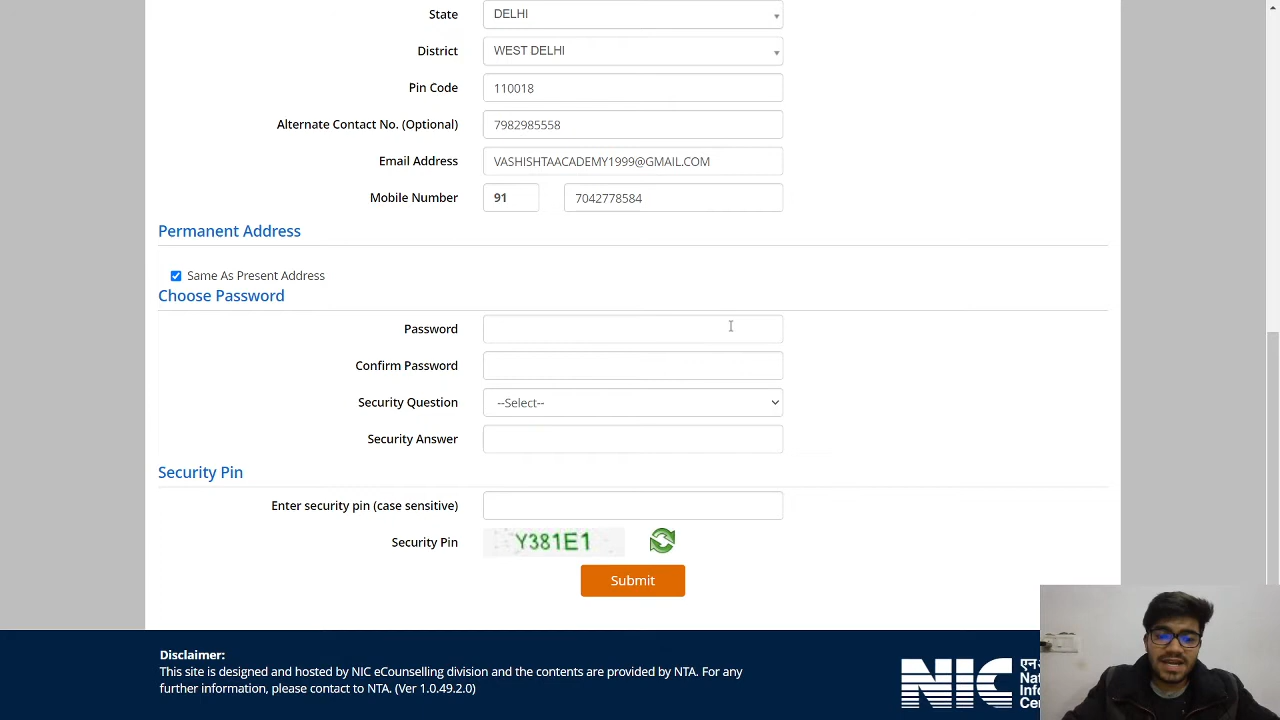 State DELHI
District WEST DELHI
Pin Code 110018
Alternate Contact No. (Optional) 7982985558
Email Address VASHISHTAACADEMY1999@GMAIL.COM
Mobile Number 91 7042778584
Permanent Address
Same As Present Address
Choose Password
Password
Confirm Password
Security Question --Select--
Security Answer
Security Pin
Enter security pin (case sensitive)
Security Pin Y381E1
Submit
Disclaimer:
This site is designed and hosted by NIC eCounselling division and the contents are provided by NTA. For any
further information, please contact to NTA. (Ver 1.0.49.2.0)
NIC